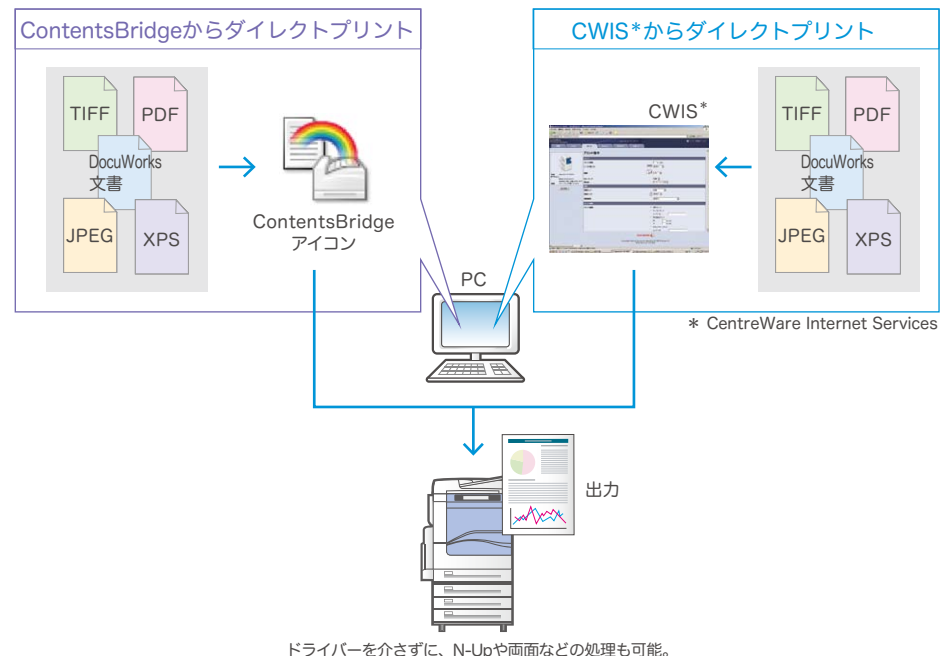 ContentsBridgeからダイレクトプリント
TIFF
PDF
DocuWorks
文書
JPEG
XPS
ContentsBridge
アイコン
CWIS*からダイレクトプリント
CWIS*
TIFF
PDF
DocuWorks
文書
JPEG
XPS
PC
* CentreWare Internet Services
出力
ドライバーを介さずに、N-Upや両面などの処理も可能。